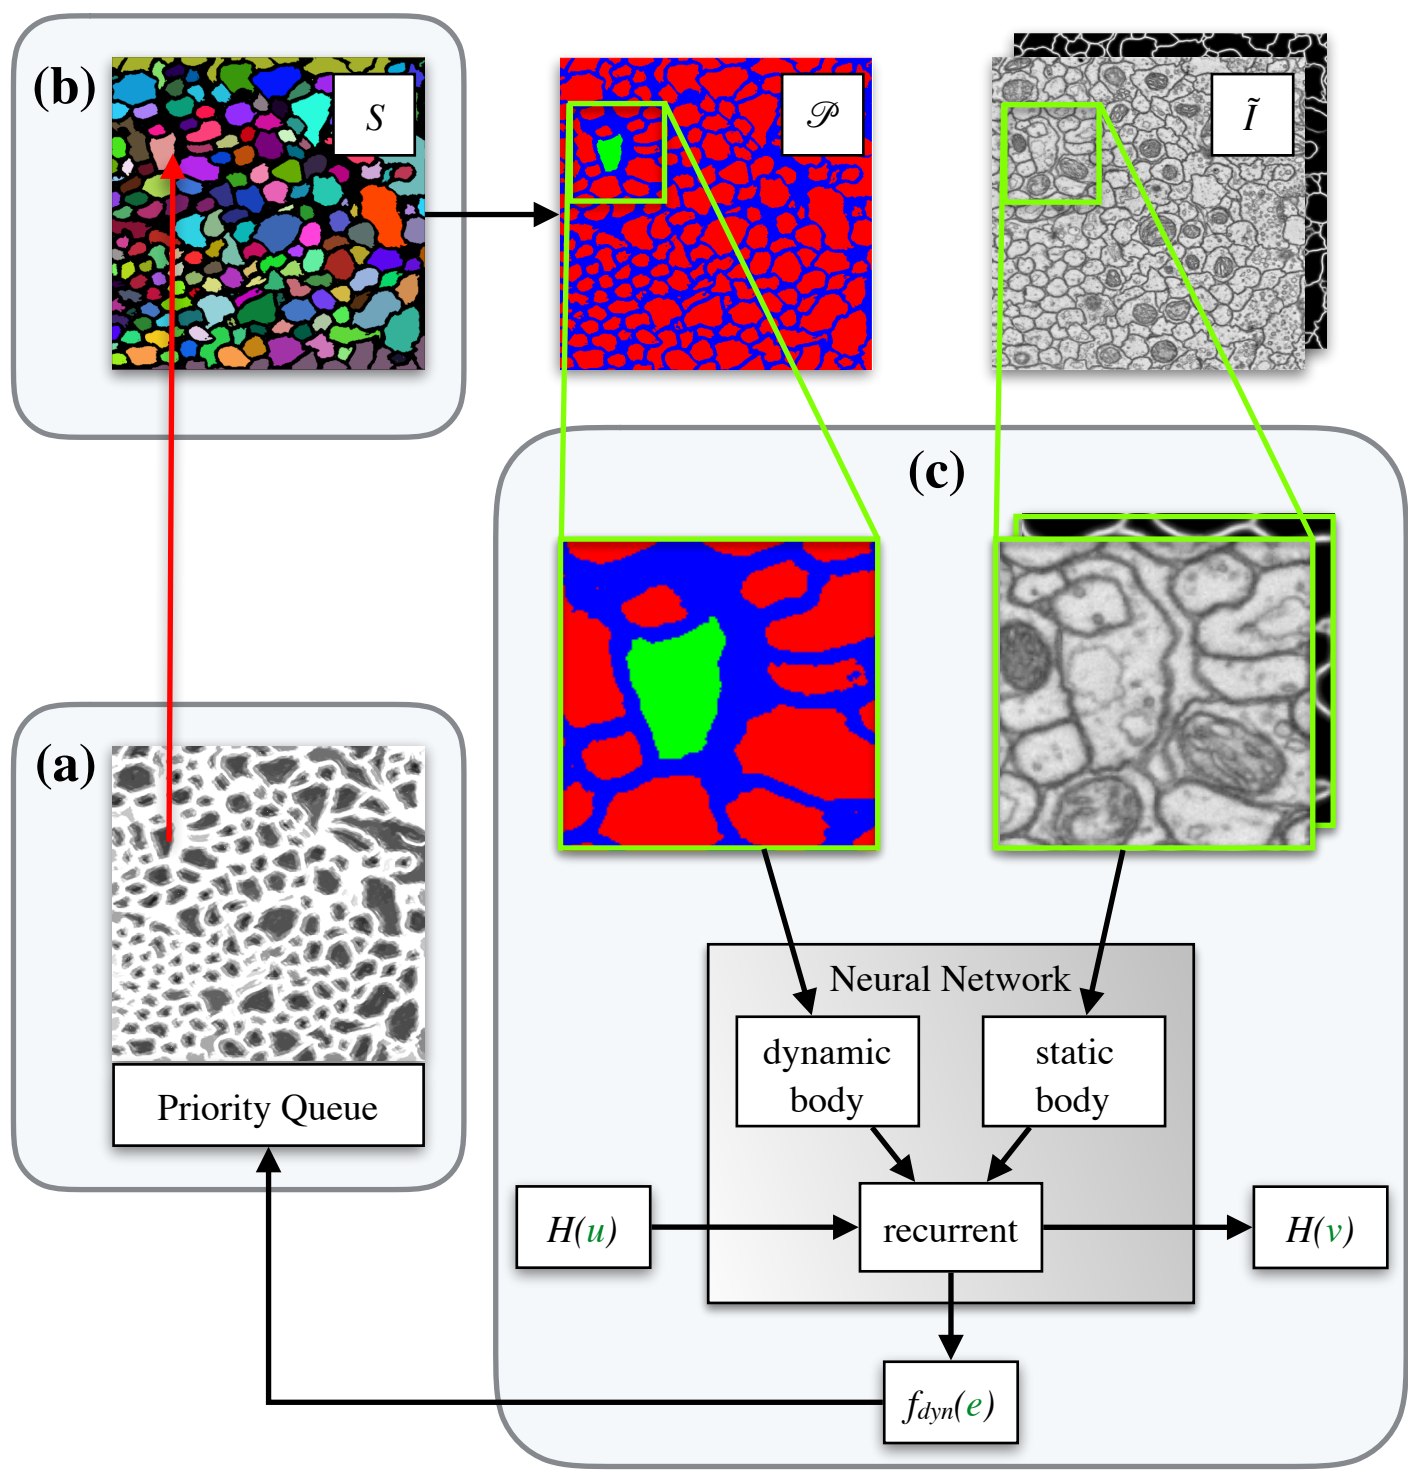 (b)
S
𝒫
Ĩ
(c)
(a)
Neural Network
dynamic
body
static
body
Priority Queue
H(u)
recurrent
H(v)
f_dyn(e)